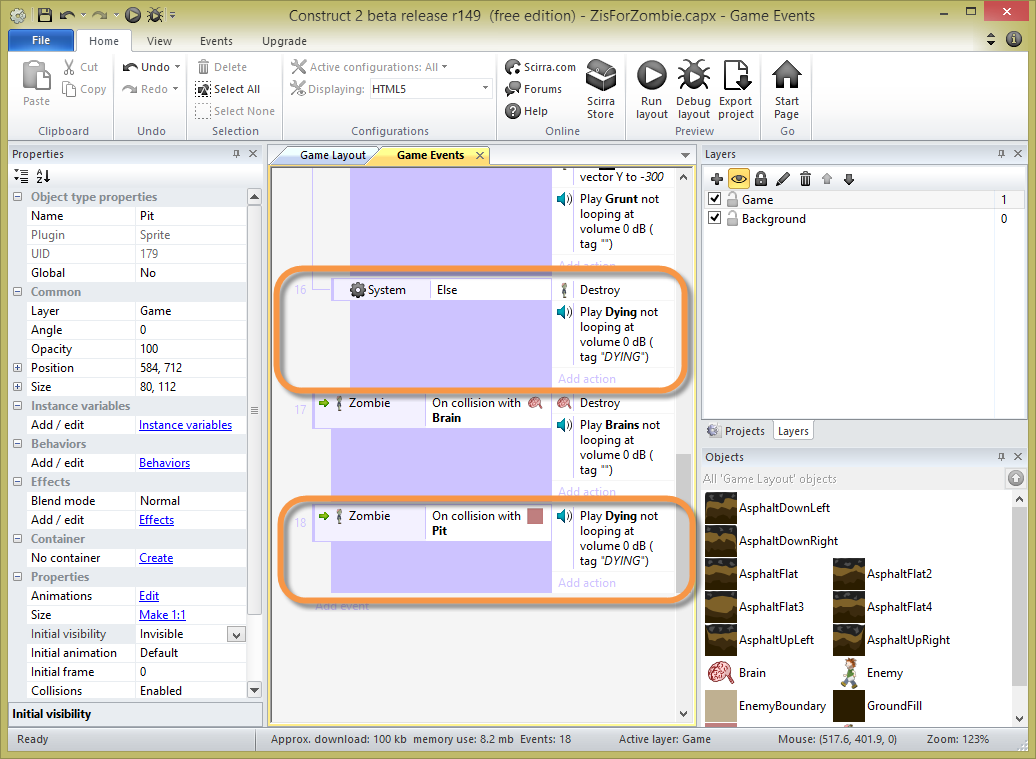 Construct 2 beta release r149 (free edition) - ZisForZombie.capx - Game Events
File Home View Events Upgrade
Paste
Cut
Copy
Clipboard
Undo
Redo
Undo
Delete
Select All
Select None
Selection
Active configurations: All
Displaying: HTML5
Configurations
Scirra.com
Forums
Help
Scirra Store
Online
Run layout
Debug layout
Export project
Preview
Start Page
Go
Properties
Object type properties
Name Pit
Plugin Sprite
UID 179
Global No
Common
Layer Game
Angle 0
Opacity 100
Position 584, 712
Size 80, 112
Instance variables
Add / edit Instance variables
Behaviors
Add / edit Behaviors
Effects
Blend mode Normal
Add / edit Effects
Container
No container Create
Properties
Animations Edit
Size Make 1:1
Initial visibility Invisible
Initial animation Default
Initial frame 0
Collisions Enabled
Initial visibility
Game Layout Game Events
vector Y to -300
Play Grunt not
looping at
volume 0 dB (
tag "")
Add action
16 System Else Destroy
Play Dying not
looping at
volume 0 dB (
tag "DYING")
Add action
17 Zombie On collision with
Brain
Destroy
Play Brains not
looping at
volume 0 dB (
tag "")
Add action
18 Zombie On collision with
Pit
Play Dying not
looping at
volume 0 dB (
tag "DYING")
Add action
Add event
Layers
Game 1
Background 0
Projects Layers
Objects
All 'Game Layout' objects
AsphaltDownLeft
AsphaltDownRight
AsphaltFlat AsphaltFlat2
AsphaltFlat3 AsphaltFlat4
AsphaltUpLeft AsphaltUpRight
Brain Enemy
EnemyBoundary GroundFill
Ready Approx. download: 100 kb memory use: 8.2 mb Events: 18 Active layer: Game Mouse: (517.6, 401.9, 0) Zoom: 123%